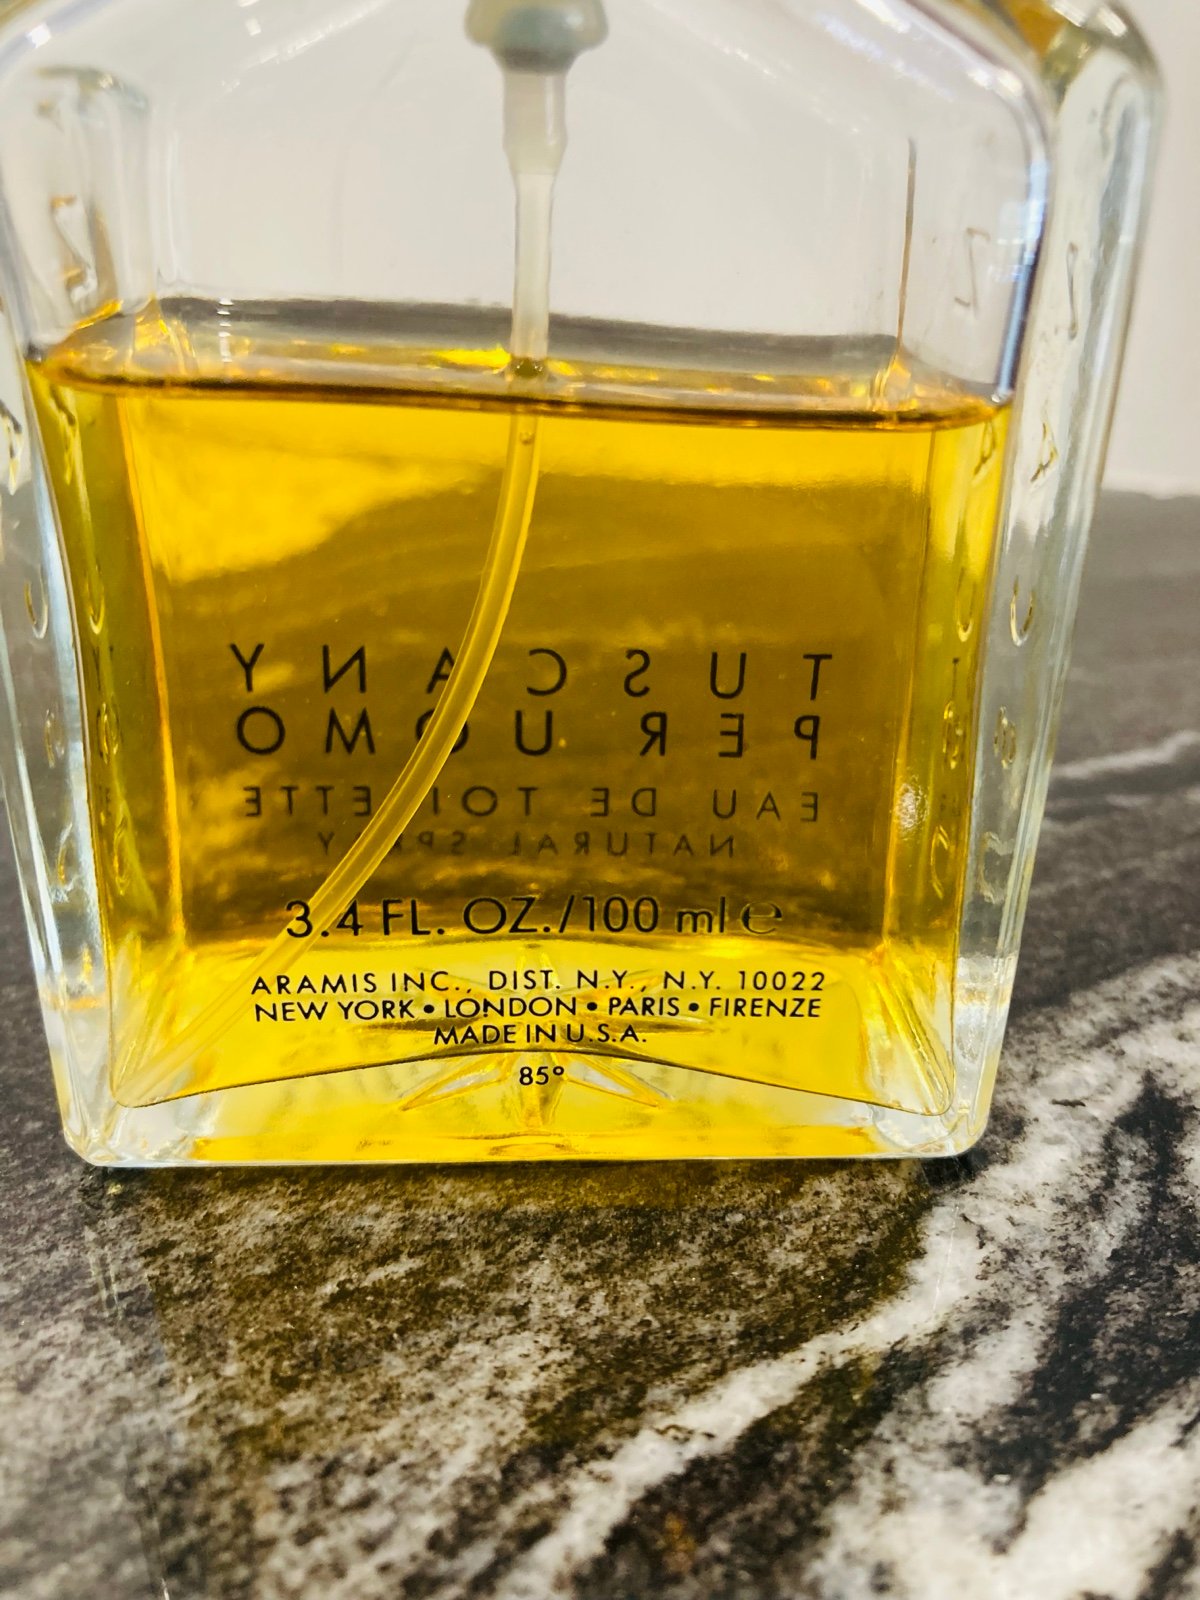 TUSCANY
PER UOMO
EAU DE TOILETTE
NATURAL SPRAY
3.4 FL. OZ./100 ml e
ARAMIS INC., DIST. N.Y., N.Y. 10022
NEW YORK • LONDON • PARIS • FIRENZE
MADE IN U.S.A.
85°